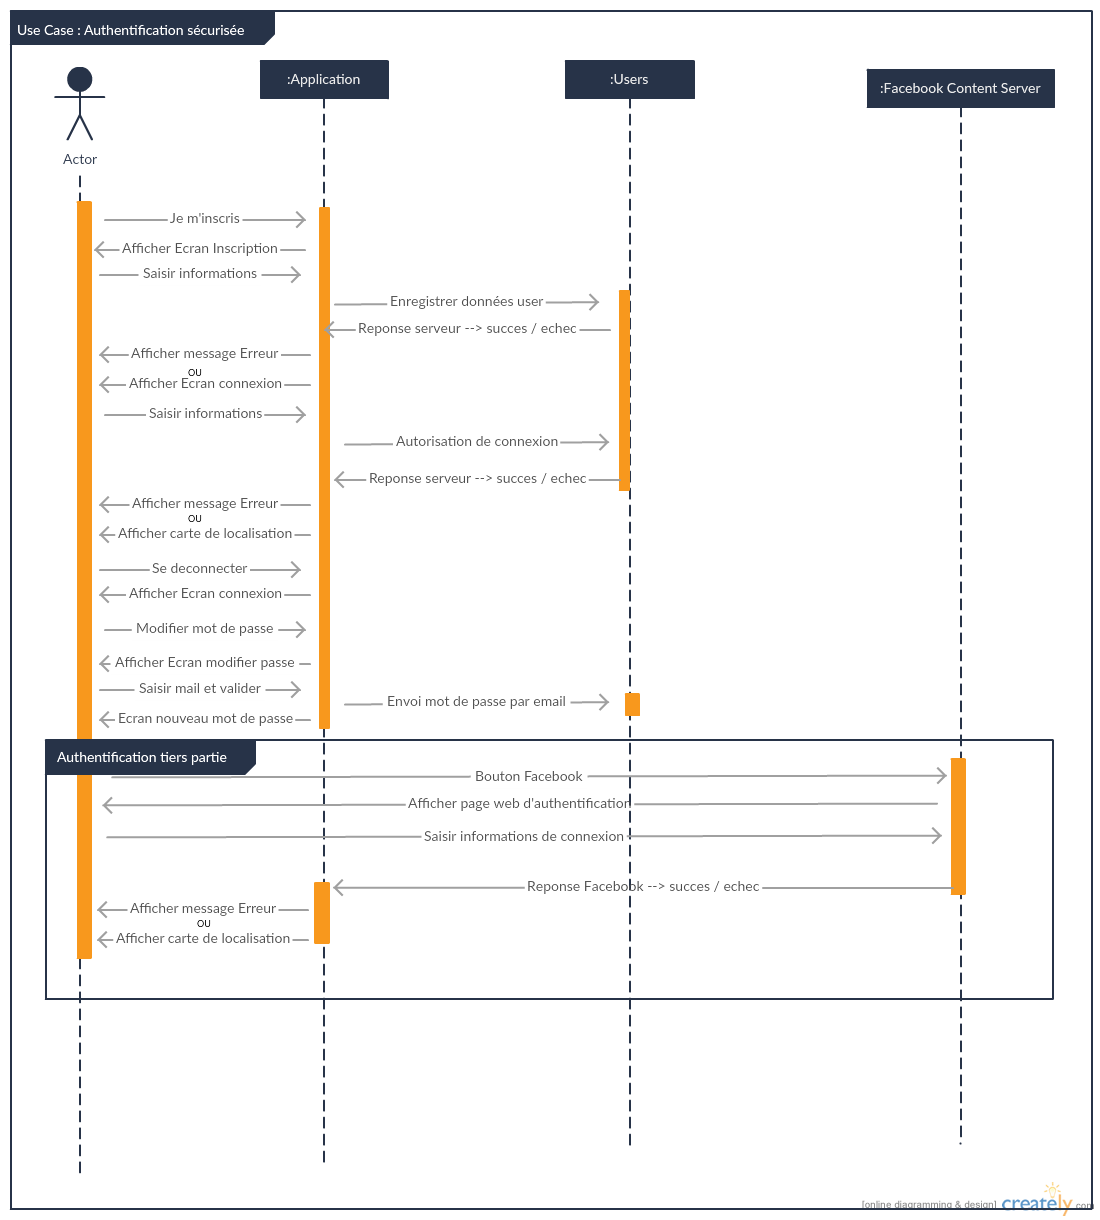 Use Case : Authentification sécurisée
:Application
:Users
:Facebook Content Server
Actor
Je m'inscris
Afficher Ecran Inscription
Saisir informations
Enregistrer données user
Reponse serveur --> succes / echec
Afficher message Erreur
OU
Afficher Ecran connexion
Saisir informations
Autorisation de connexion
Reponse serveur --> succes / echec
Afficher message Erreur
OU
Afficher carte de localisation
Se deconnecter
Afficher Ecran connexion
Modifier mot de passe
Afficher Ecran modifier passe
Saisir mail et valider
Envoi mot de passe par email
Ecran nouveau mot de passe
Authentification tiers partie
Bouton Facebook
Afficher page web d'authentification
Saisir informations de connexion
Reponse Facebook --> succes / echec
Afficher message Erreur
OU
Afficher carte de localisation
[online diagramming & design] creately.com